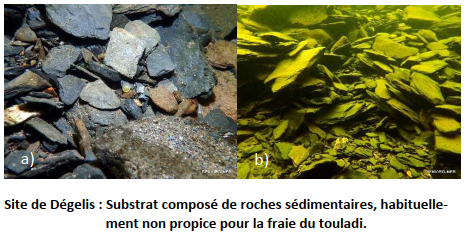 a)
b)
Site de Dégelis : Substrat composé de roches sédimentaires, habituelle-
ment non propice pour la fraie du touladi.